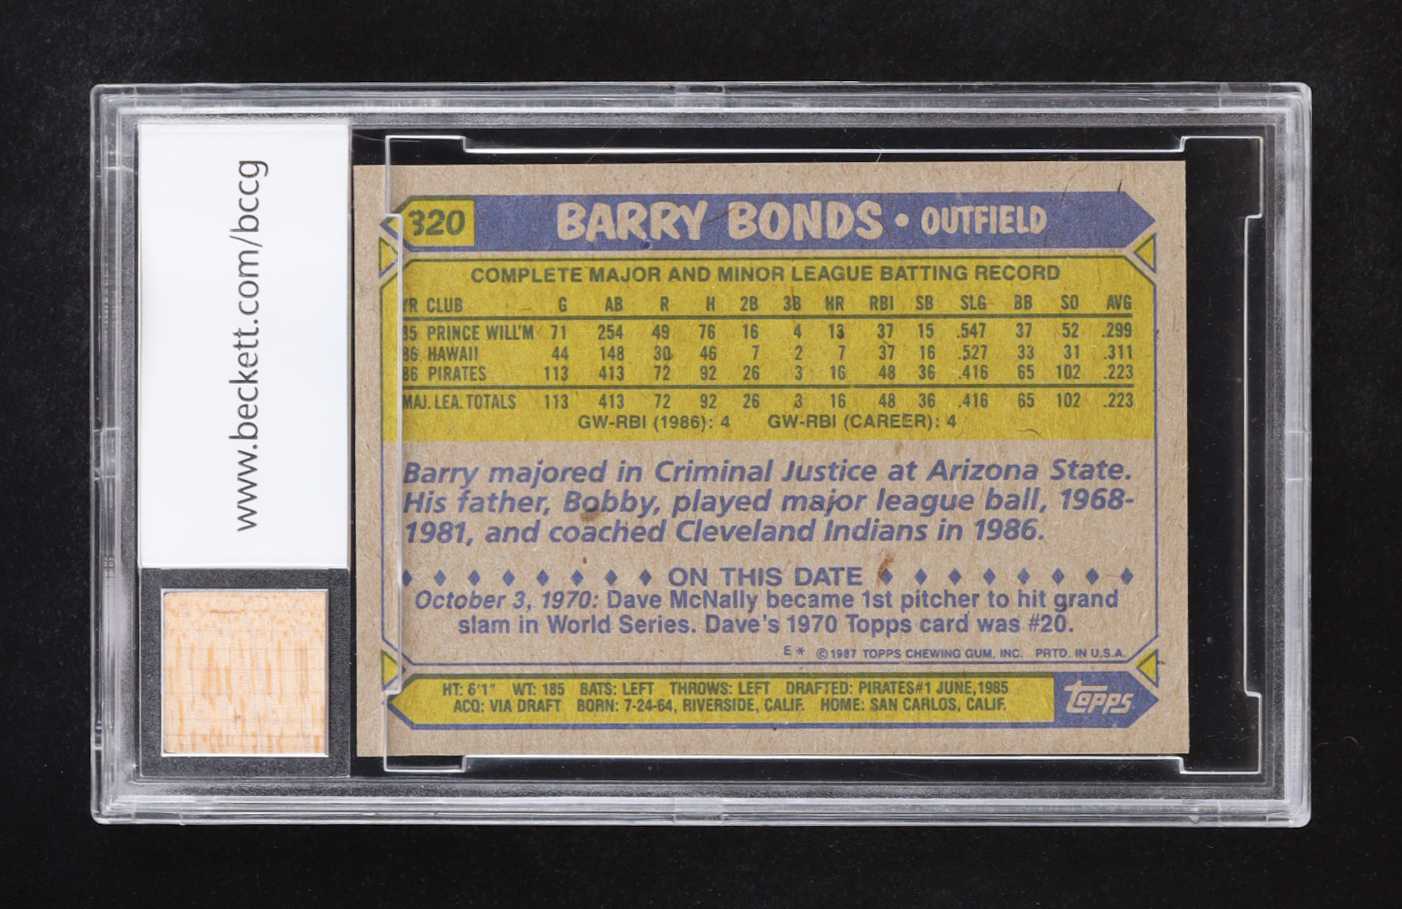 www.beckett.com/bccg
320 BARRY BONDS • OUTFIELD
COMPLETE MAJOR AND MINOR LEAGUE BATTING RECORD
YR CLUB G AB R H 2B 3B HR RBI SB SLG BB SO AVG
85 PRINCE WILL'M 71 254 49 76 16 4 13 37 15 .547 37 52 .299
86 HAWAII 44 148 30 46 7 2 7 37 16 .527 33 31 .311
86 PIRATES 113 413 72 92 26 3 16 48 36 .416 65 102 .223
MAJ. LEA. TOTALS 113 413 72 92 26 3 16 48 36 .416 65 102 .223
GW-RBI (1986): 4 GW-RBI (CAREER): 4
Barry majored in Criminal Justice at Arizona State.
His father, Bobby, played major league ball, 1968-
1981, and coached Cleveland Indians in 1986.
ON THIS DATE
October 3, 1970: Dave McNally became 1st pitcher to hit grand
slam in World Series. Dave's 1970 Topps card was #20.
E* ©1987 TOPPS CHEWING GUM, INC. PRTD. IN U.S.A.
HT: 6'1" WT: 185 BATS: LEFT THROWS: LEFT DRAFTED: PIRATES#1 JUNE,1985
ACQ: VIA DRAFT BORN: 7-24-64, RIVERSIDE, CALIF. HOME: SAN CARLOS, CALIF.
topps